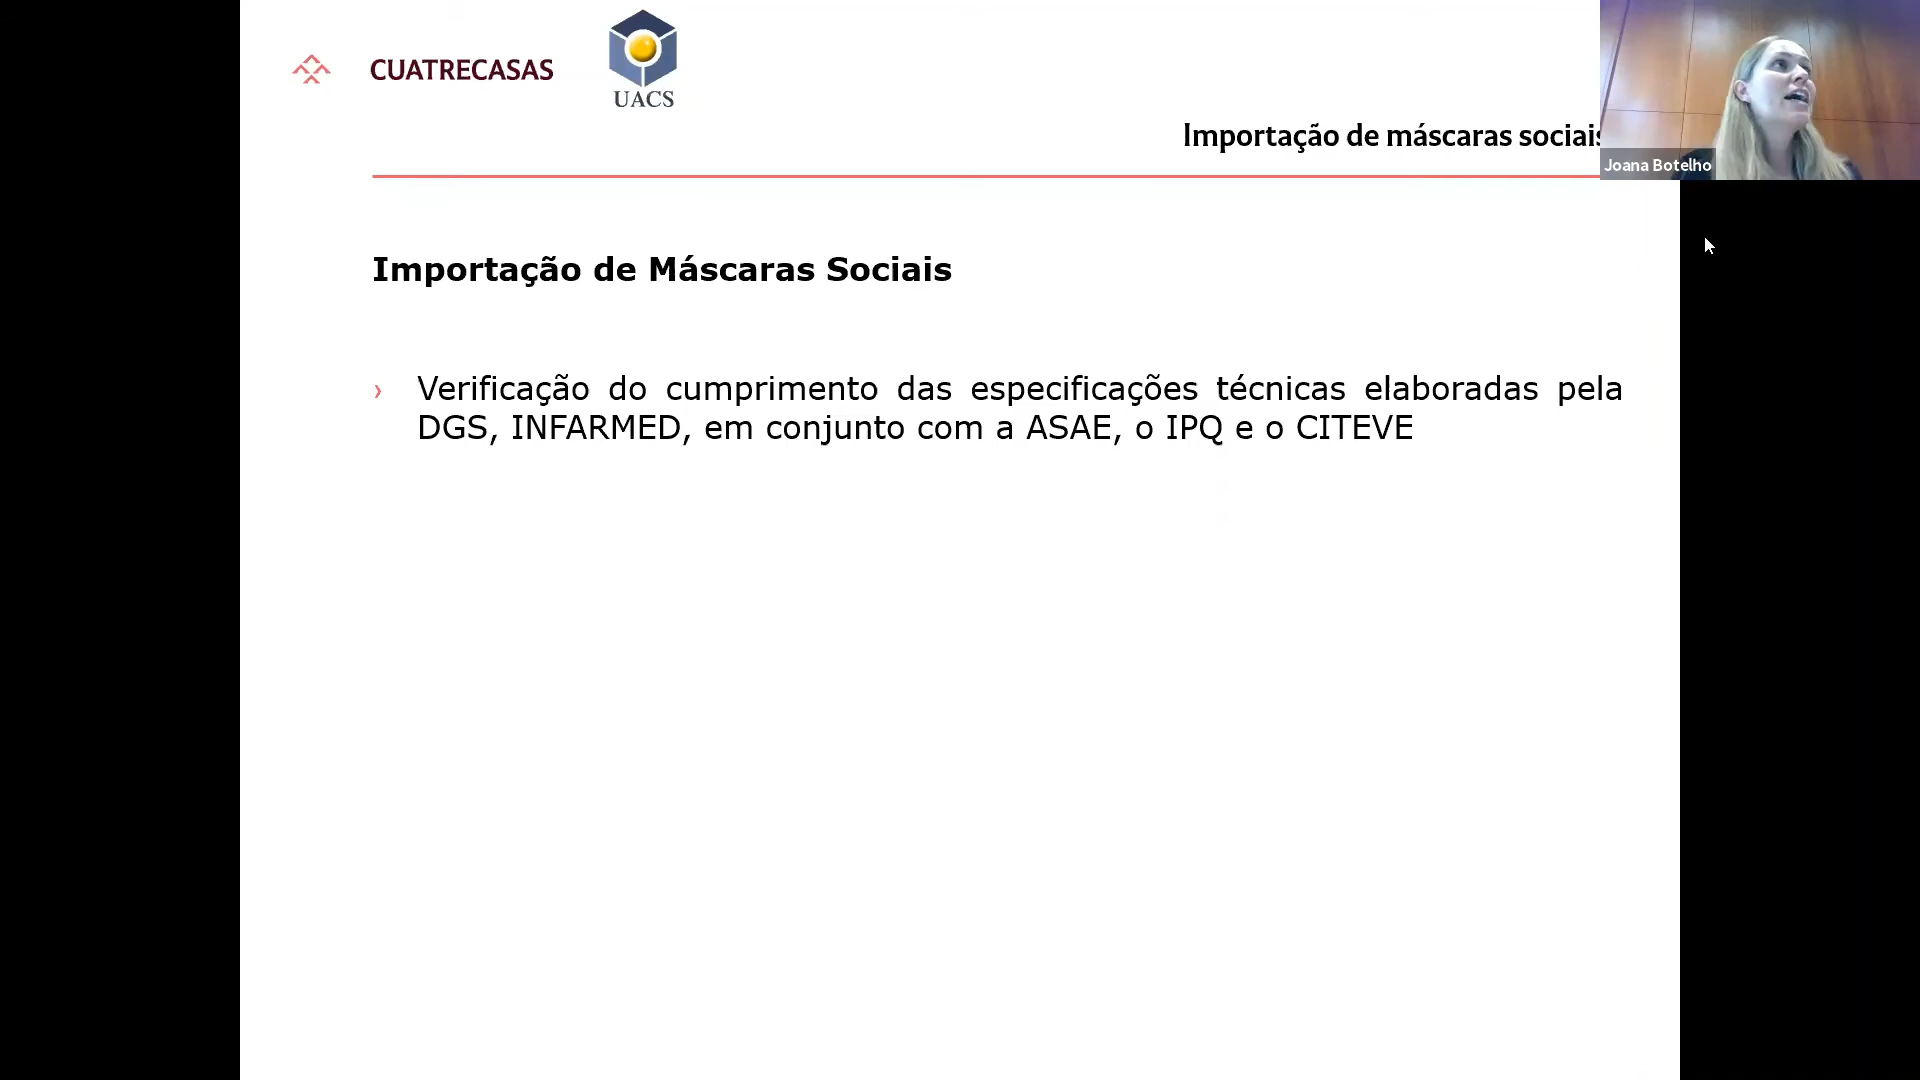 CUATRECASAS
UACS
Importação de máscaras sociais
Joana Botelho
Importação de Máscaras Sociais
› Verificação do cumprimento das especificações técnicas elaboradas pela
DGS, INFARMED, em conjunto com a ASAE, o IPQ e o CITEVE